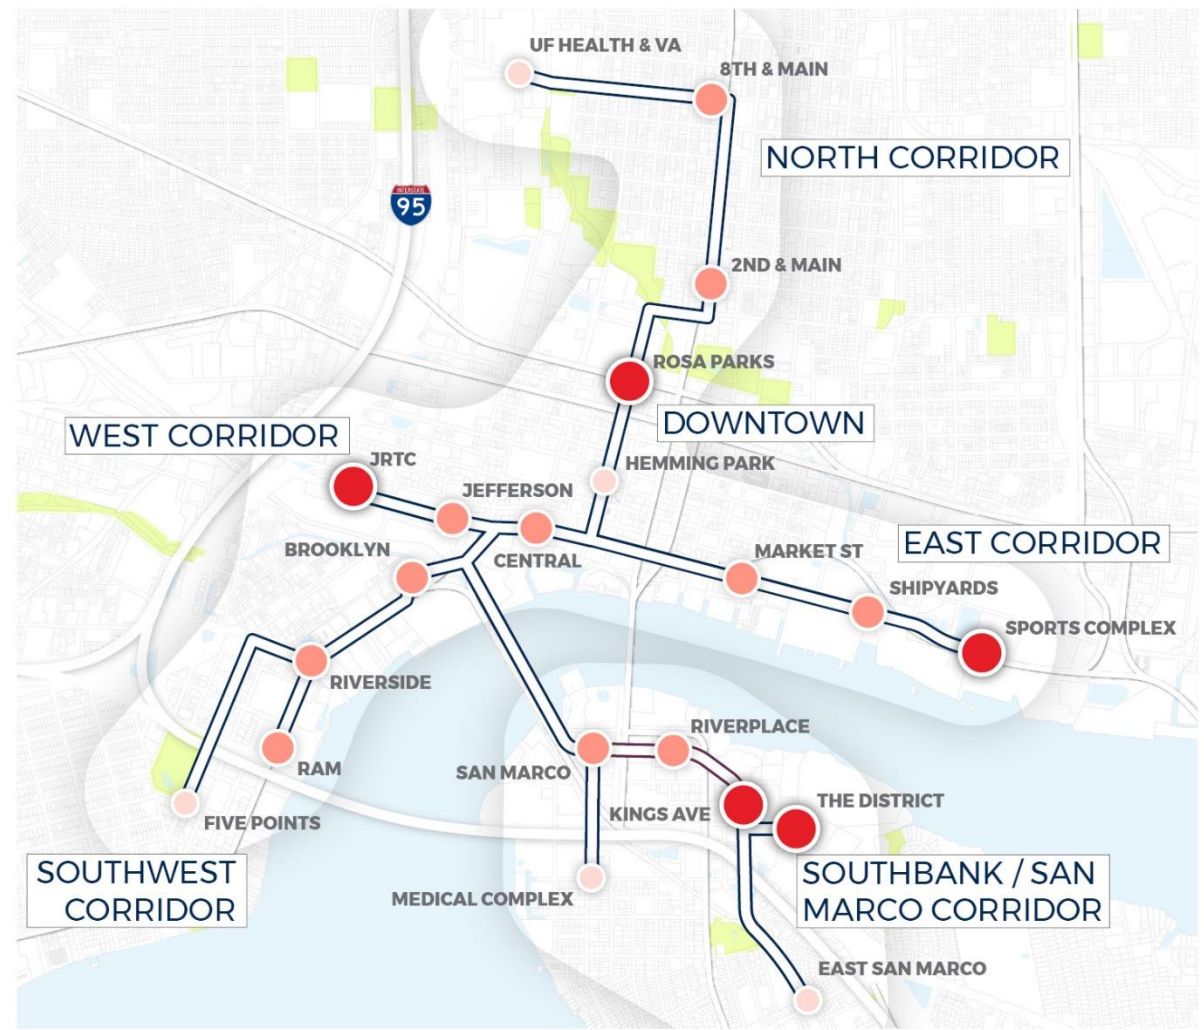 UF HEALTH & VA
8TH & MAIN
NORTH CORRIDOR
INTERSTATE
95
2ND & MAIN
ROSA PARKS
DOWNTOWN
WEST CORRIDOR
JRTC
HEMMING PARK
JEFFERSON
EAST CORRIDOR
BROOKLYN
CENTRAL
MARKET ST
SHIPYARDS
SPORTS COMPLEX
RIVERSIDE
RIVERPLACE
RAM
SAN MARCO
THE DISTRICT
KINGS AVE
FIVE POINTS
SOUTHWEST
CORRIDOR
SOUTHBANK / SAN
MARCO CORRIDOR
MEDICAL COMPLEX
EAST SAN MARCO